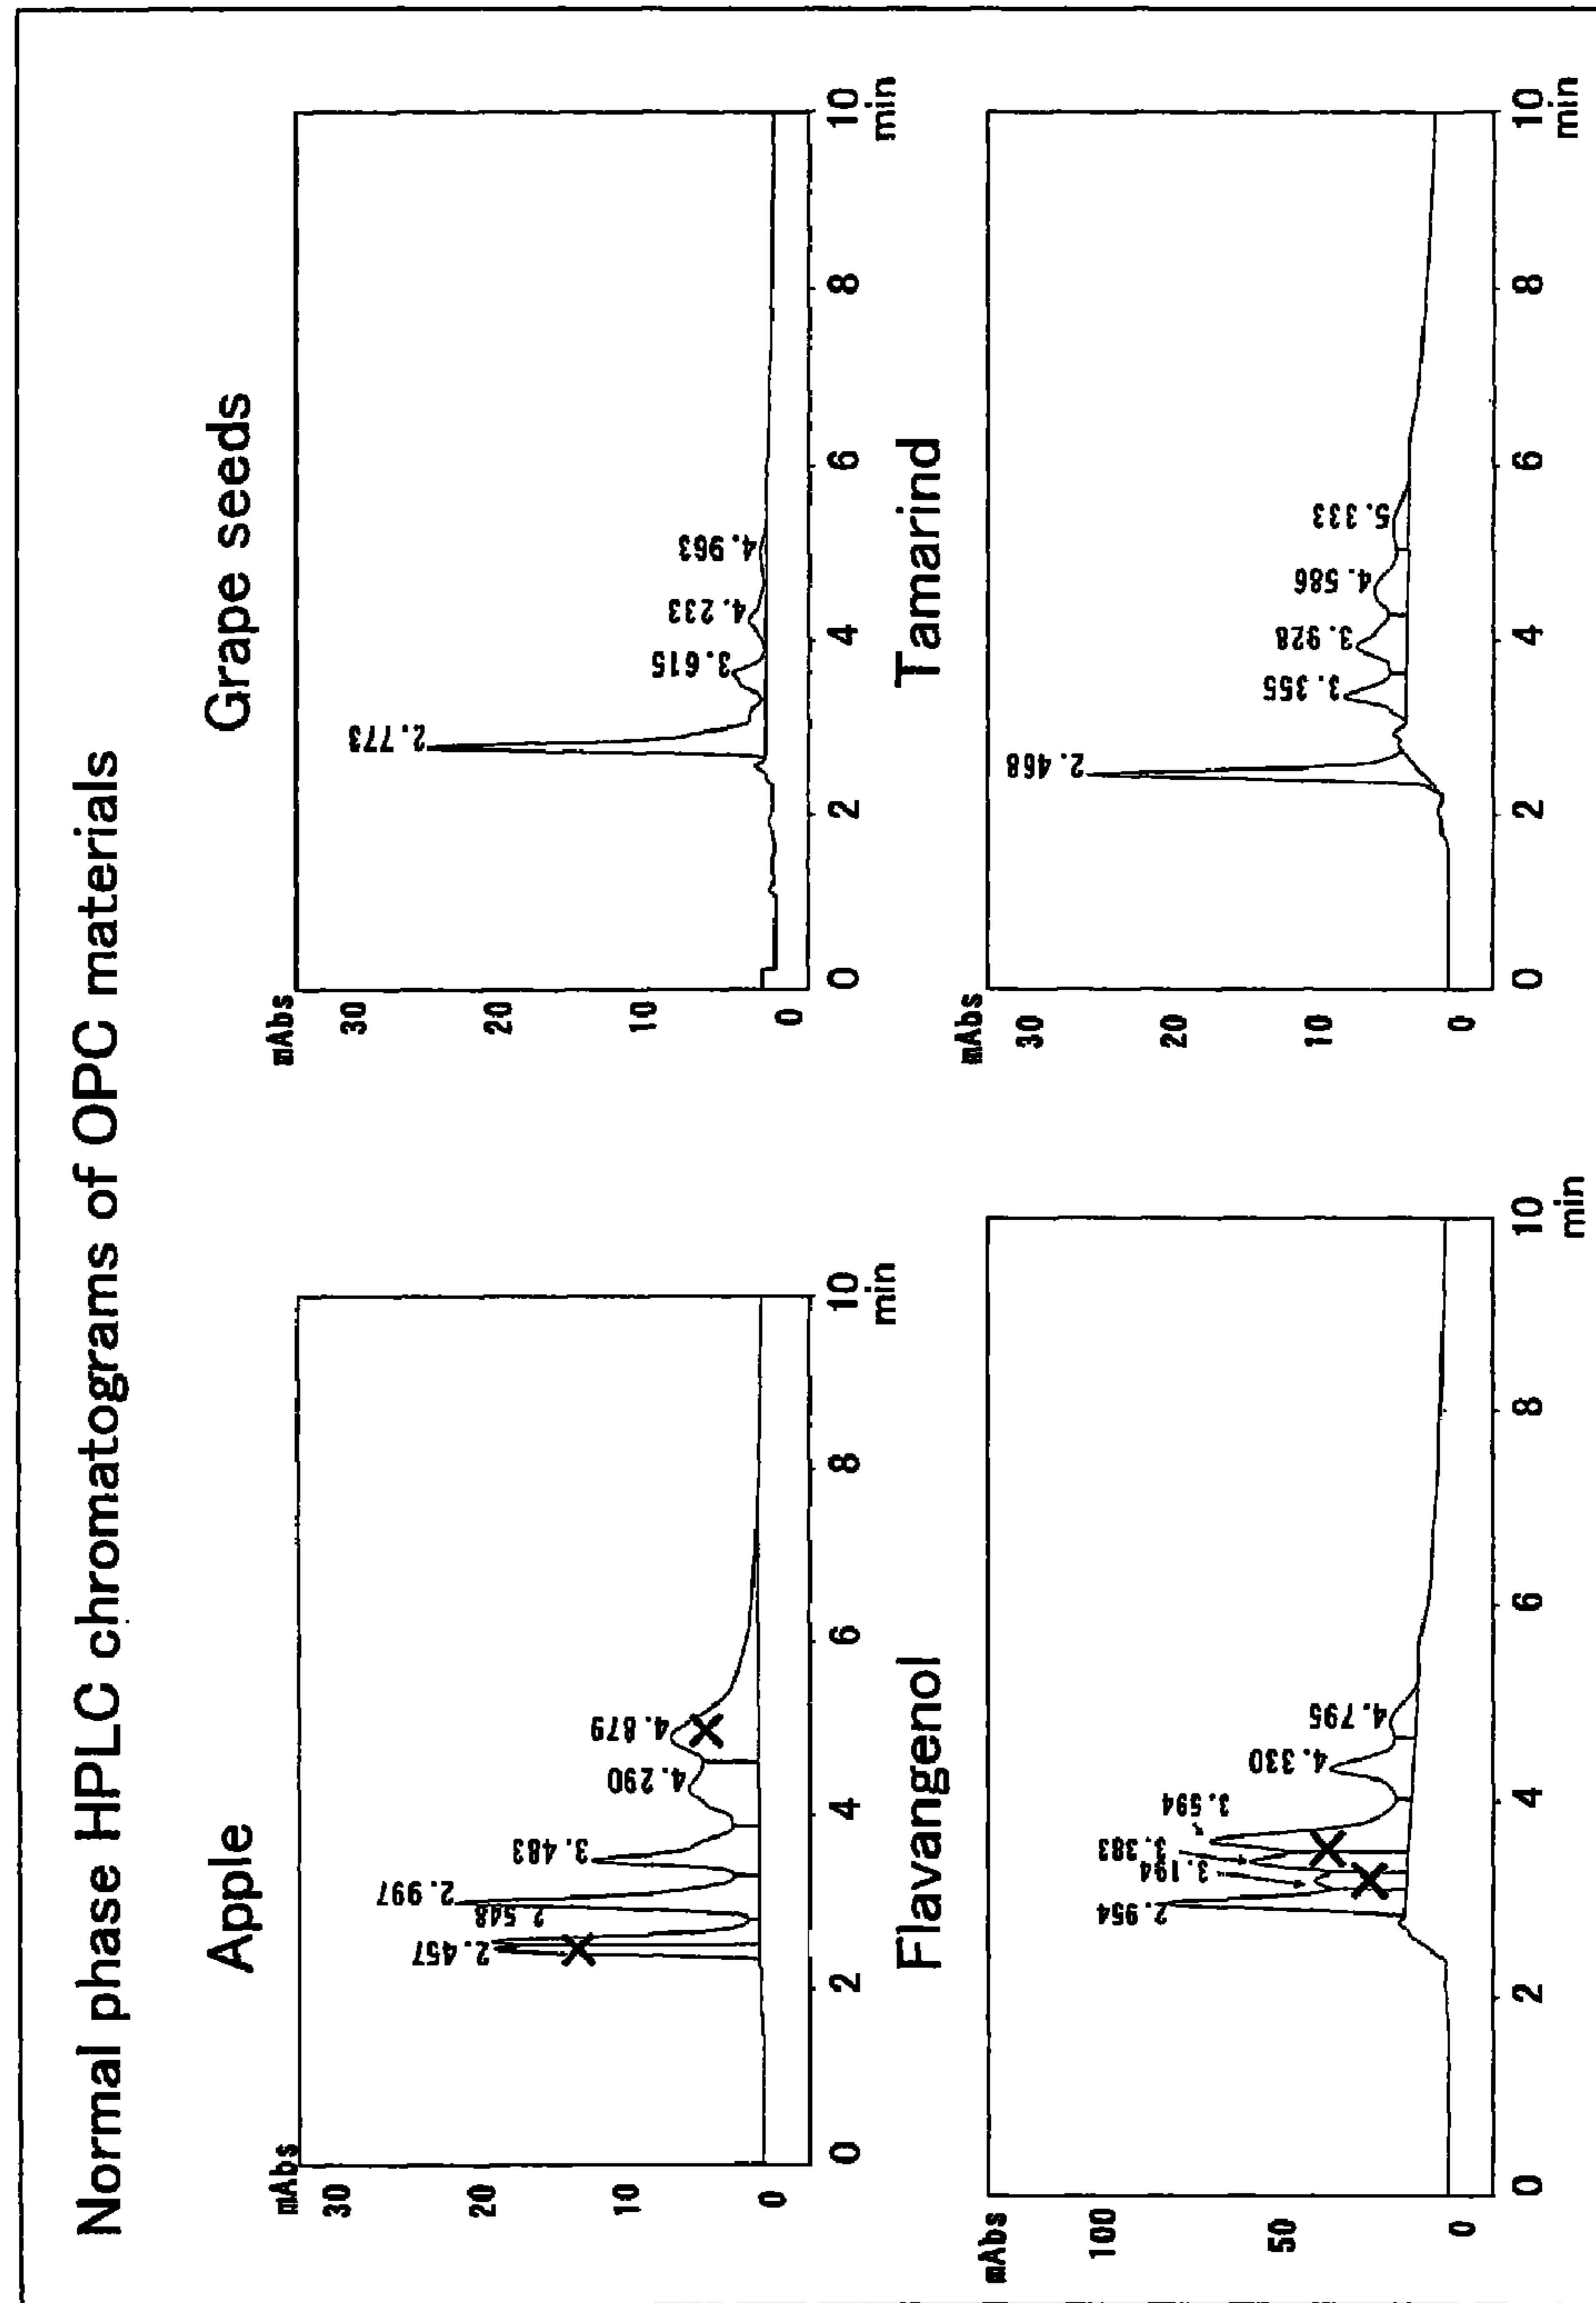 Normal phase HPLC chromatograms of OPC materials
Apple
mAbs
30
20
10
0
2.457
2.548
2.997
3.483
4.290
4.879
0 2 4 6 8 10
min
Grape seeds
mAbs
30
20
10
0
2.773
3.615
4.233
4.963
0 2 4 6 8 10
min
Flavangenol
mAbs
100
50
0
2.954
3.194
3.383
3.594
4.330
4.795
0 2 4 6 8 10
min
Tamarind
mAbs
30
20
10
0
2.468
3.355
3.928
4.586
5.333
0 2 4 6 8 10
min